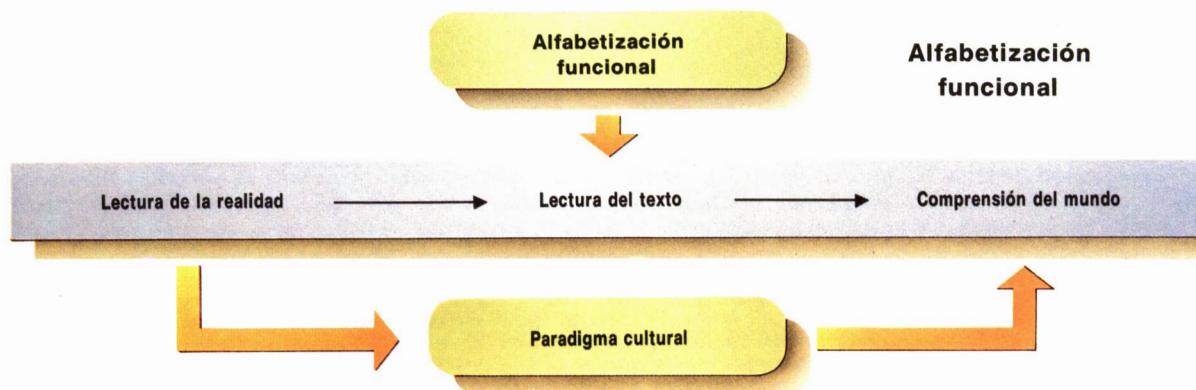 Alfabetización
funcional
Alfabetización
funcional
Lectura de la realidad
Lectura del texto
Comprensión del mundo
Paradigma cultural